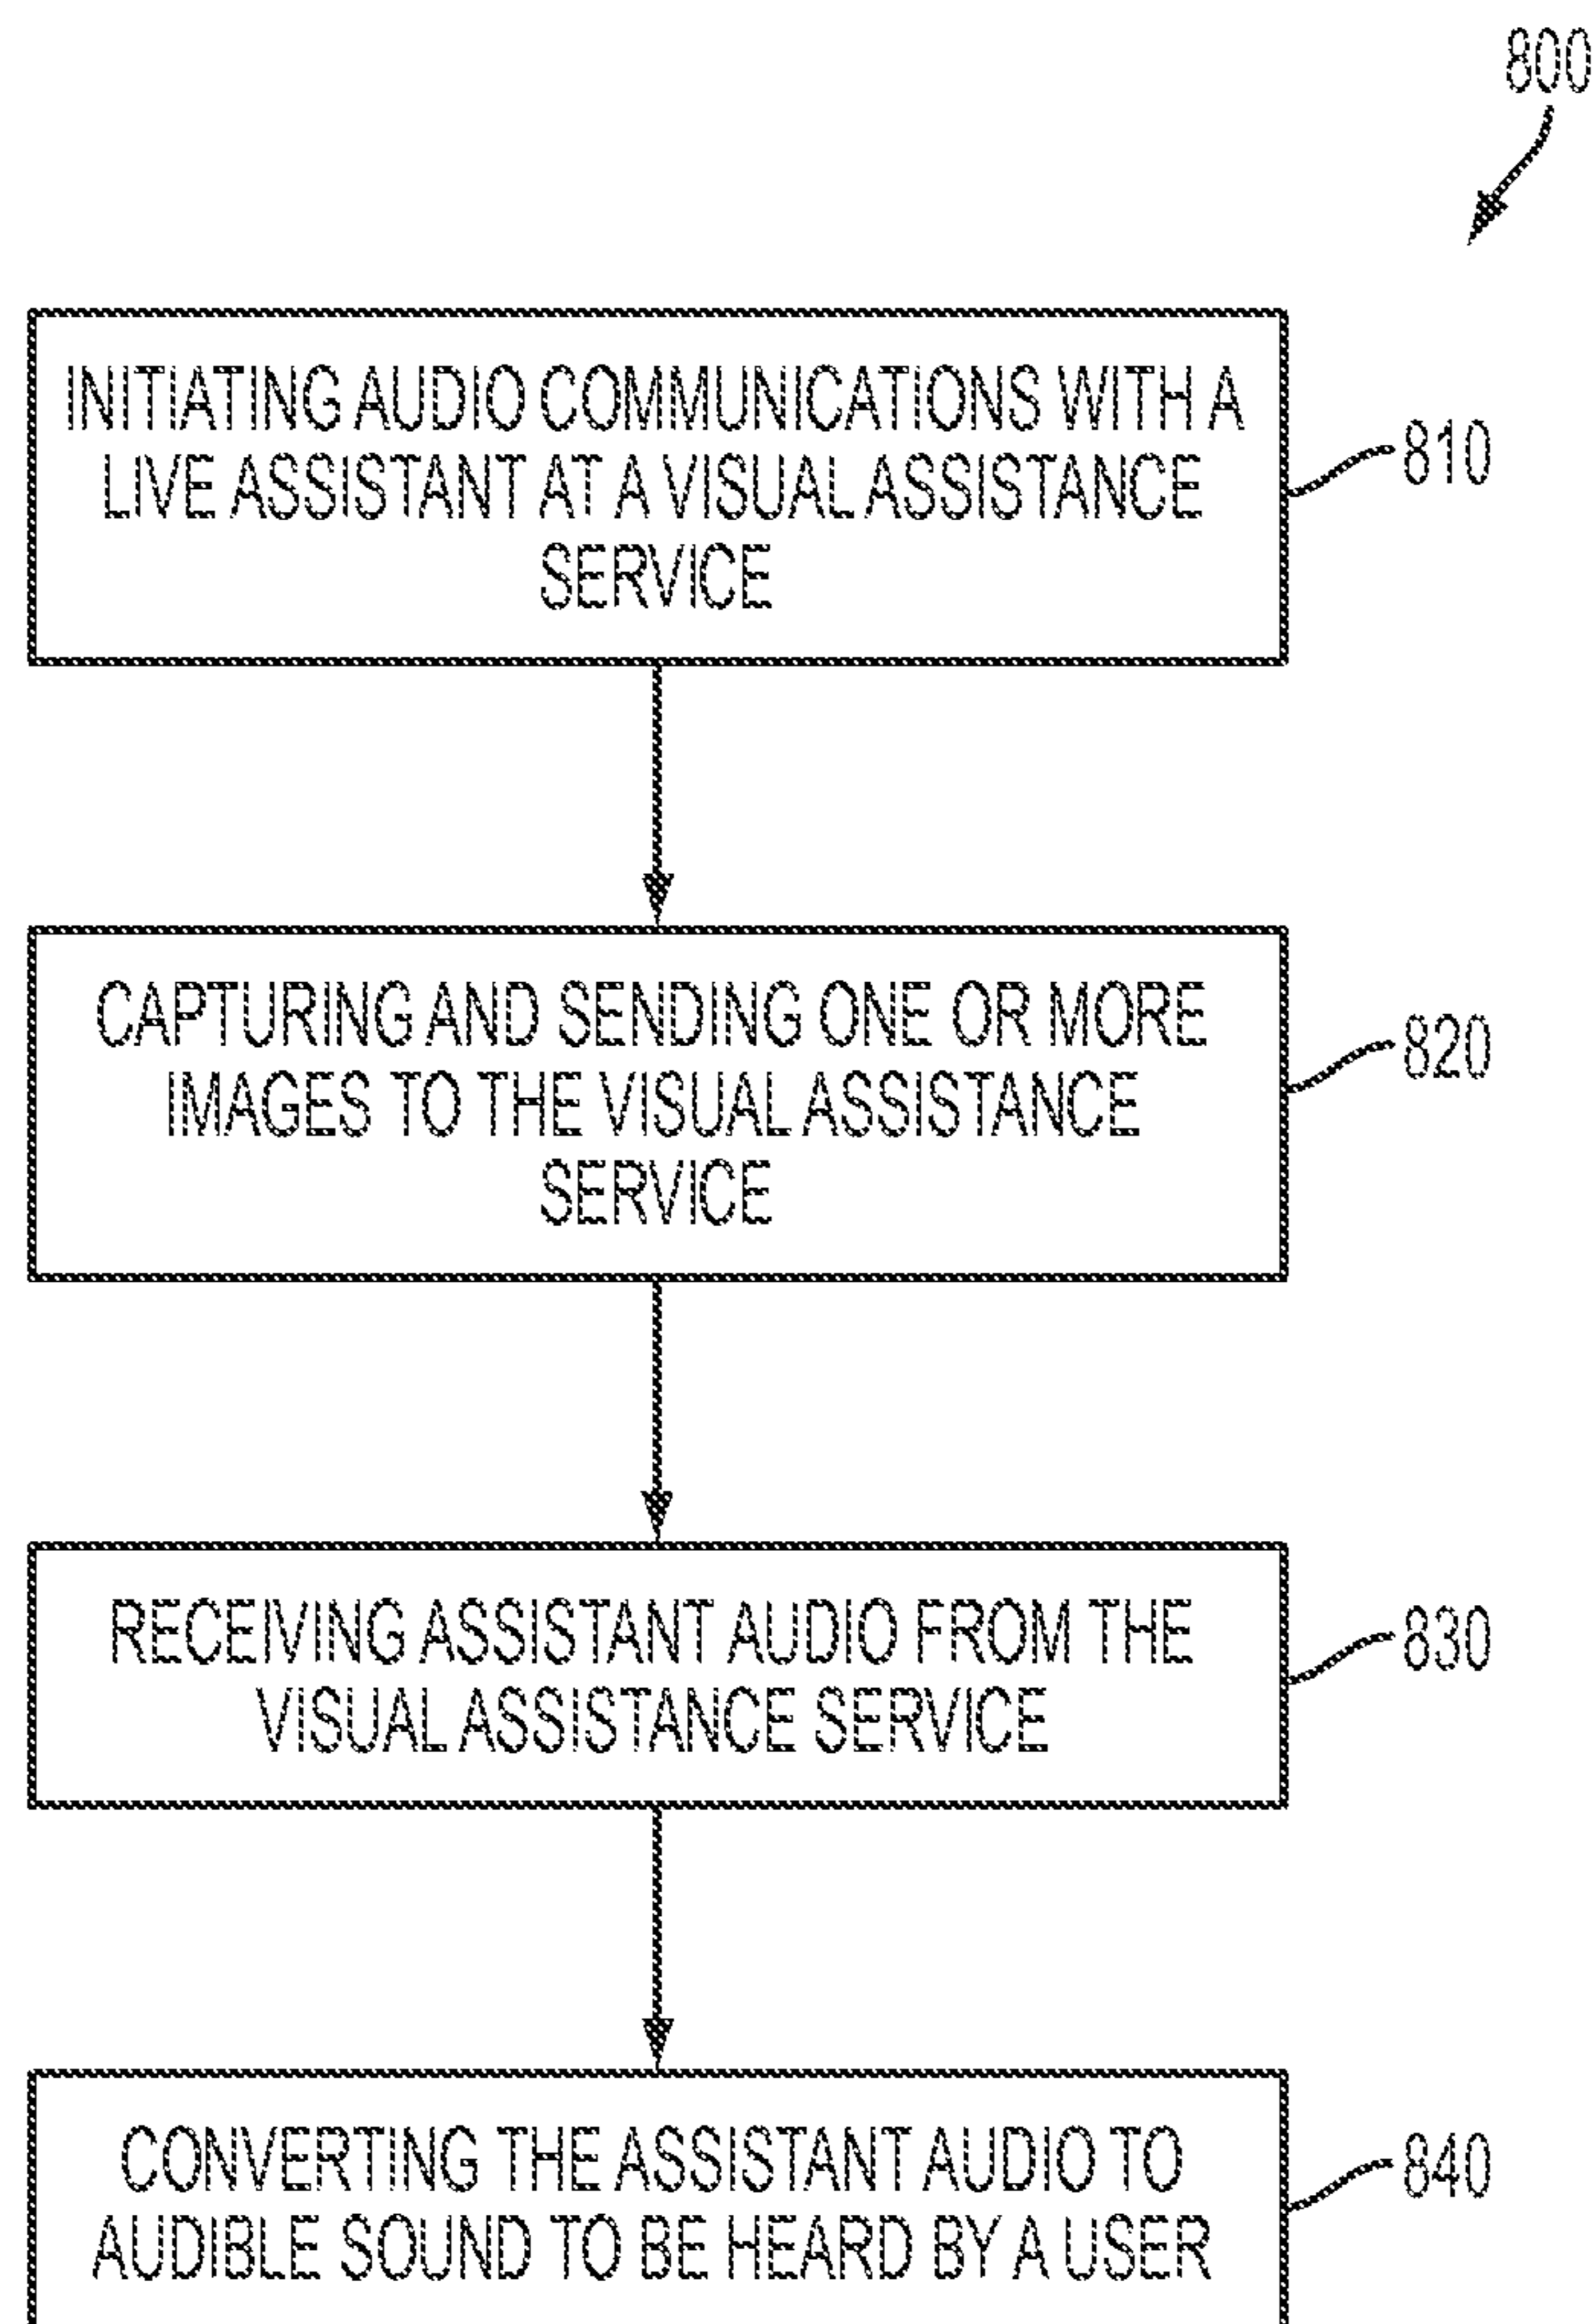 800
INITIATING AUDIO COMMUNICATIONS WITH A
LIVE ASSISTANT AT A VISUAL ASSISTANCE
SERVICE
810
CAPTURING AND SENDING ONE OR MORE
IMAGES TO THE VISUAL ASSISTANCE
SERVICE
820
RECEIVING ASSISTANT AUDIO FROM THE
VISUAL ASSISTANCE SERVICE
830
CONVERTING THE ASSISTANT AUDIO TO
AUDIBLE SOUND TO BE HEARD BY A USER
840